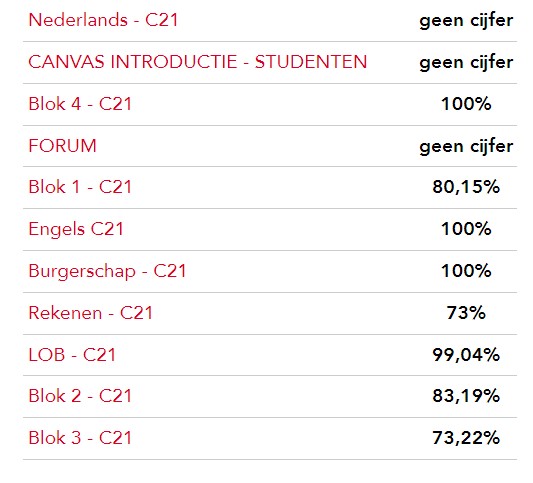 Nederlands - C21 geen cijfer
CANVAS INTRODUCTIE - STUDENTEN geen cijfer
Blok 4 - C21 100%
FORUM geen cijfer
Blok 1 - C21 80,15%
Engels C21 100%
Burgerschap - C21 100%
Rekenen - C21 73%
LOB - C21 99,04%
Blok 2 - C21 83,19%
Blok 3 - C21 73,22%